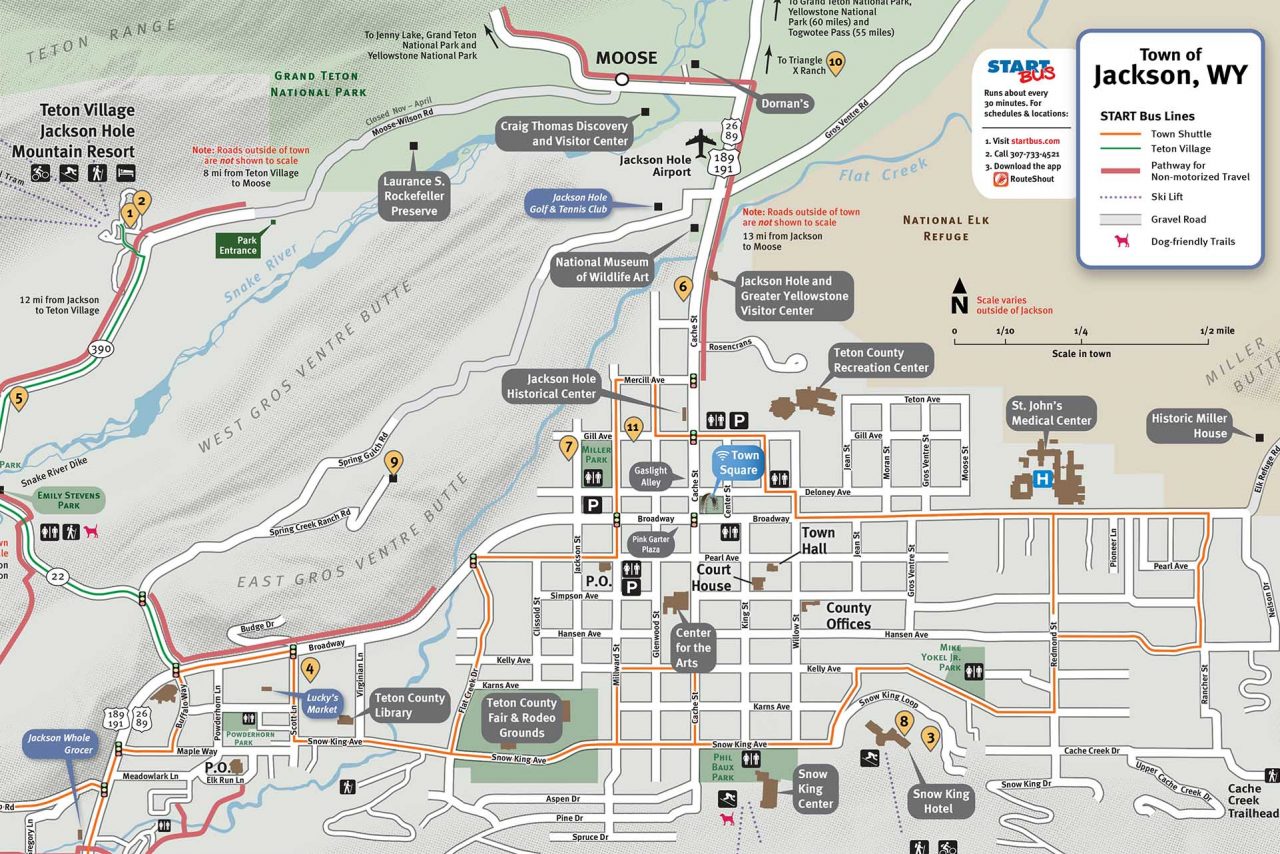 To Grand Teton National Park,
Yellowstone National
Park (60 miles) and
Togwotee Pass (55 miles)
To Jenny Lake, Grand Teton
National Park and
Yellowstone National Park
TETON RANGE
GRAND TETON
NATIONAL PARK
MOOSE
To Triangle
X Ranch
10
Dornan's
Closed Nov – April
Moose-Wilson Rd
Craig Thomas Discovery
and Visitor Center
Gros Ventre Rd
26
89
189
191
Jackson Hole
Airport
Flat Creek
Teton Village
Jackson Hole
Mountain Resort
Tram
1
2
Note: Roads outside of town
are not shown to scale
8 mi from Teton Village
to Moose
Laurance S.
Rockefeller
Preserve
Jackson Hole
Golf & Tennis Club
Park
Entrance
Snake River
National Museum
of Wildlife Art
Note: Roads outside of town
are not shown to scale
13 mi from Jackson
to Moose
NATIONAL ELK
REFUGE
START
BUS
Runs about every
30 minutes. For
schedules & locations:
1. Visit startbus.com
2. Call 307-733-4521
3. Download the app
RouteShout
Town of
Jackson, WY
START Bus Lines
Town Shuttle
Teton Village
Pathway for
Non-motorized Travel
Ski Lift
Gravel Road
Dog-friendly Trails
N
Scale varies
outside of Jackson
0
1/10
1/4
1/2 mile
Scale in town
MILLER
BUTTE
12 mi from Jackson
to Teton Village
390
5
WEST GROS VENTRE BUTTE
6
Jackson Hole and
Greater Yellowstone
Visitor Center
Cache St
Rosencrans
Teton County
Recreation Center
Mercill Ave
Jackson Hole
Historical Center
P
Teton Ave
St. John's
Medical Center
H
Historic Miller
House
Elk Refuge Rd
PARK
Snake River Dike
EMILY STEVENS
PARK
Spring Gulch Rd
9
Spring Creek Ranch Rd
7
11
Gill Ave
MILLER
PARK
P
Gaslight
Alley
Cache St
Town
Square
Center St
Gill Ave
Jean St
Moran St
Gros Ventre St
Moose St
Deloney Ave
Broadway
Broadway
Pink Garter
Plaza
Town
Hall
Pearl Ave
Jackson St
P.O.
P
Court
House
Jean St
Gros Ventre St
Pioneer Ln
Pearl Ave
Nelson Dr
22
EAST GROS VENTRE BUTTE
Simpson Ave
Clissold St
Glenwood St
Center
for the
Arts
King St
Willow St
County
Offices
Hansen Ave
Hansen Ave
Redmond St
Budge Dr
Broadway
Kelly Ave
Kelly Ave
Millward St
MIKE
YOKEL JR.
PARK
Rancher St
4
Lucky's
Market
Virginian Ln
Teton County
Library
Scott Ln
Powderhorn Ln
Buffalo Way
Flat Creek Dr
Karns Ave
Karns Ave
Cache St
Teton County
Fair & Rodeo
Grounds
Snow King Loop
8
3
189
191
26
89
Jackson Whole
Grocer
POWDERHORN
PARK
Maple Way
Snow King Ave
Snow King Ave
Snow King Ave
Cache Creek Dr
Meadowlark Ln
P.O.
Elk Run Ln
PHIL
BAUX
PARK
Snow
King
Center
Snow King
Hotel
Snow King Dr
Upper Cache Creek Dr
Cache
Creek
Trailhead
Aspen Dr
Pine Dr
Spruce Dr